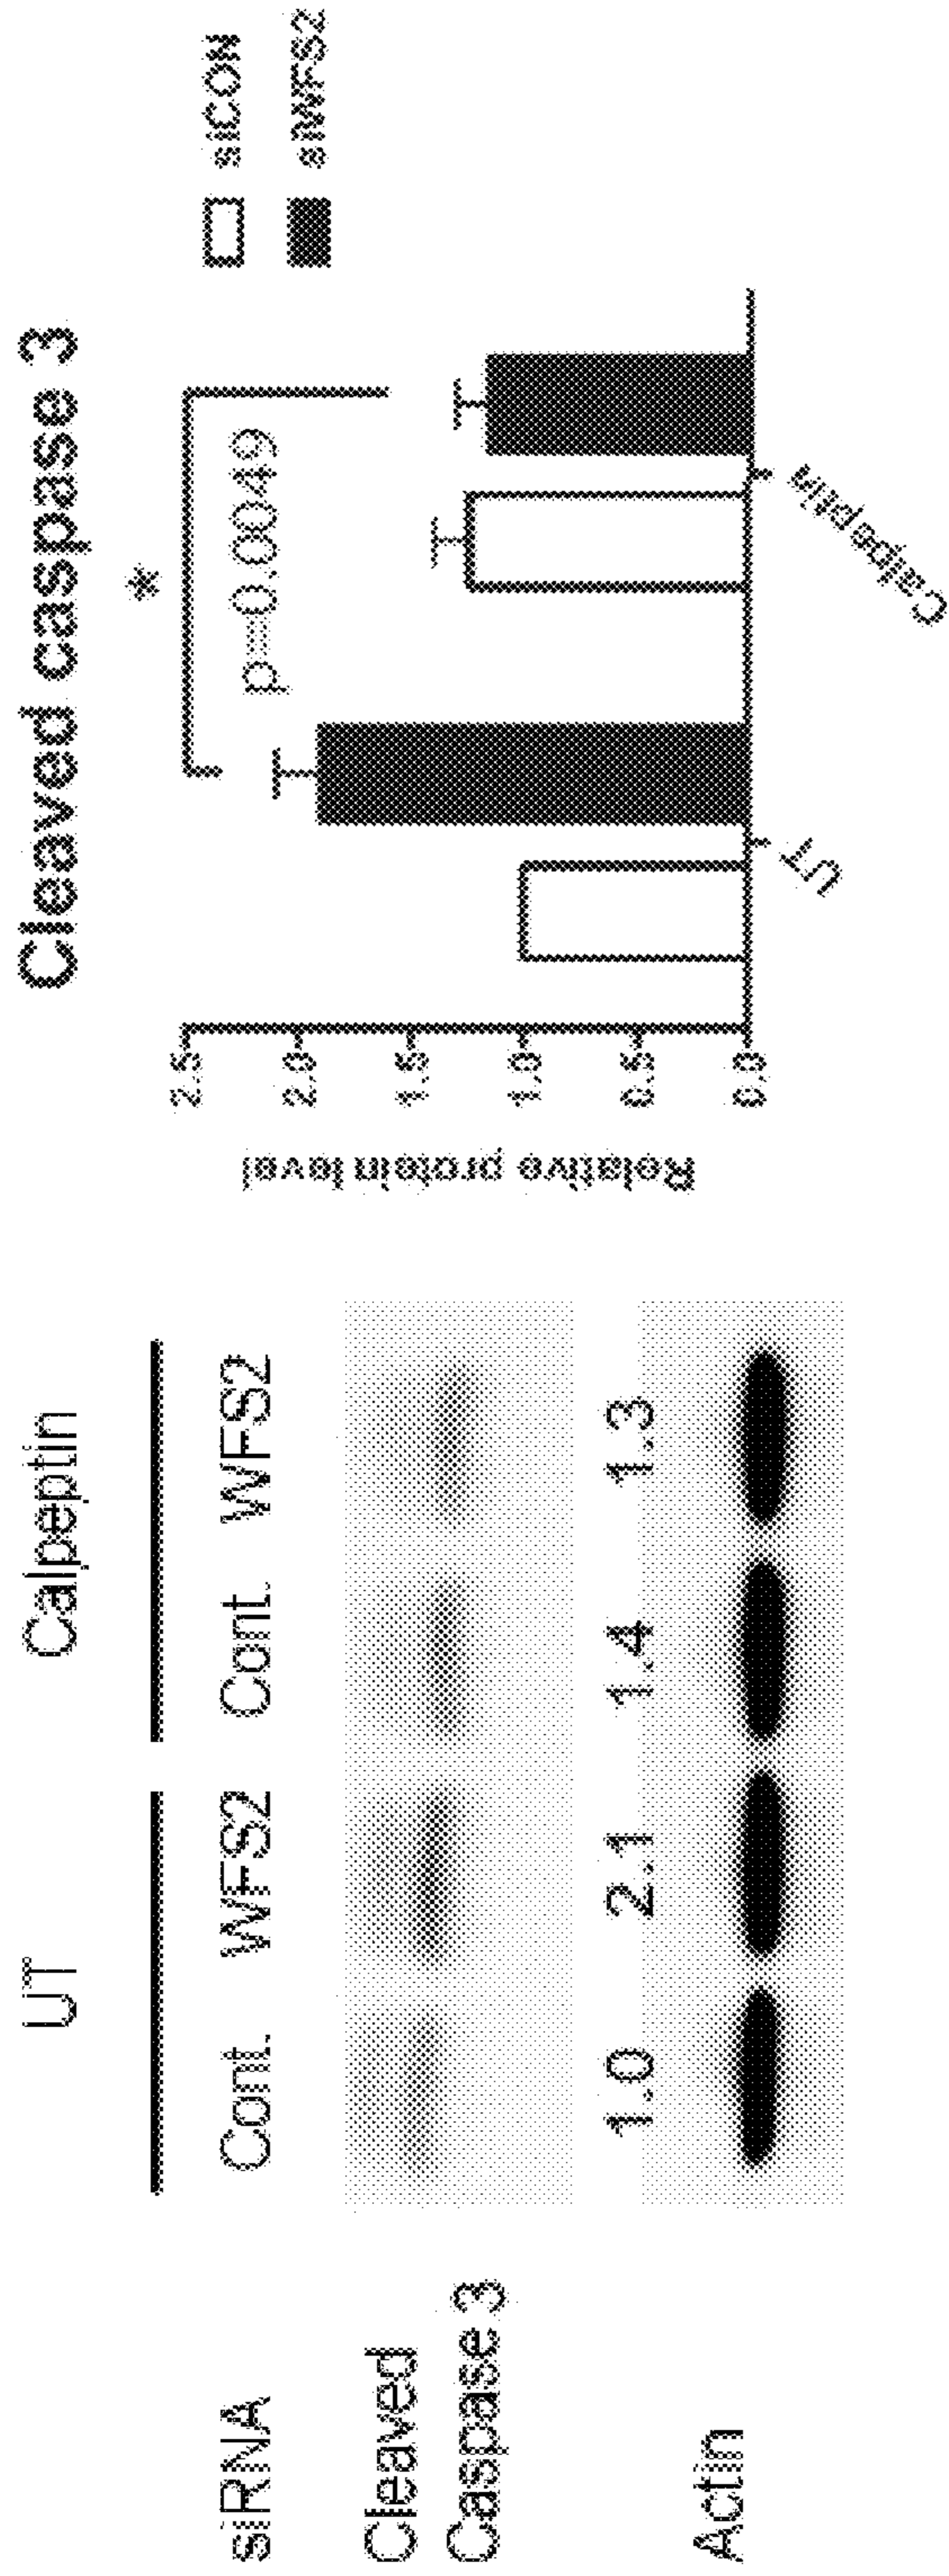 UT Calpeptin
siRNA Cont. WFS2 Cont. WFS2
Cleaved
Caspase 3
1.0 2.1 1.4 1.3
Actin
Cleaved caspase 3
*
p=0.0049
siCON
siWFS2
Relative protein level
2.5
2.0
1.5
1.0
0.5
0.0
UT
Calpeptin